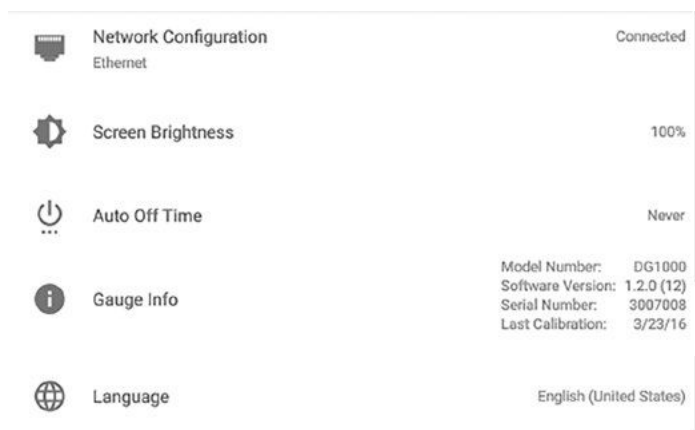 Network Configuration
Connected
Ethernet
Screen Brightness
100%
Auto Off Time
Never
Gauge Info
Model Number: DG1000
Software Version: 1.2.0 (12)
Serial Number: 3007008
Last Calibration: 3/23/16
Language
English (United States)